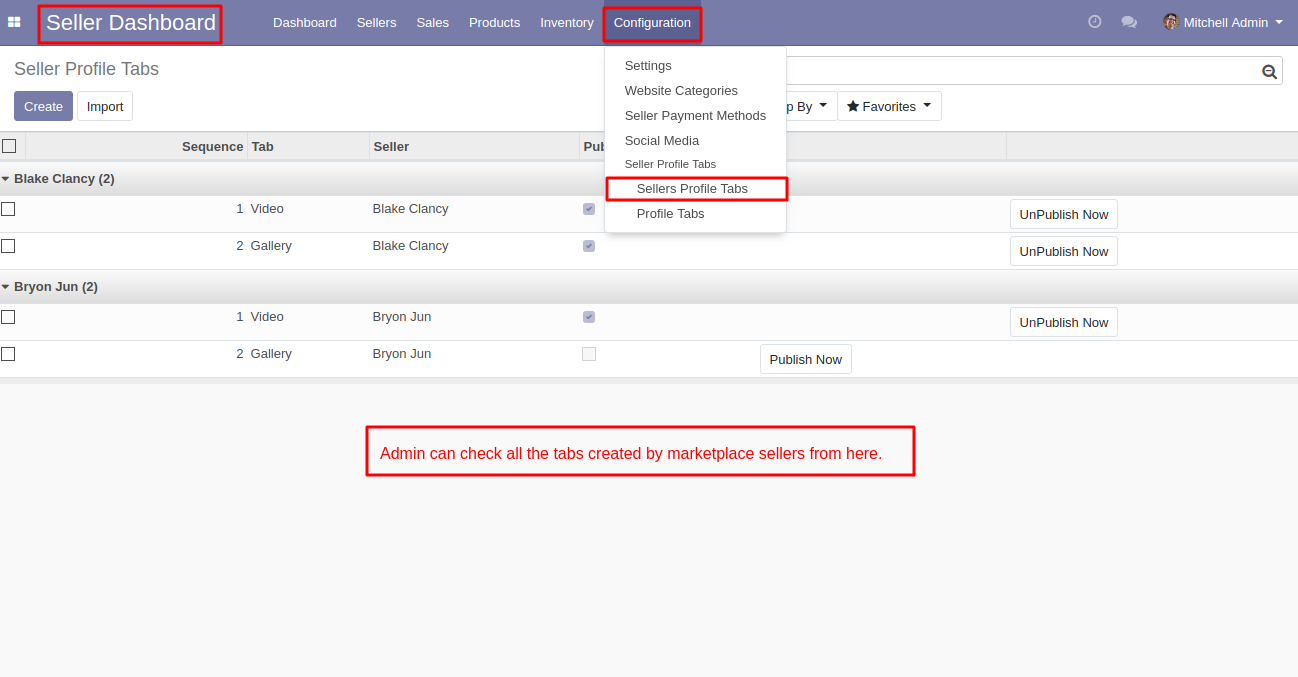 Seller Dashboard Dashboard Sellers Sales Products Inventory Configuration Mitchell Admin
Seller Profile Tabs
Create Import
Settings
Website Categories
Seller Payment Methods
Social Media
Seller Profile Tabs
Sellers Profile Tabs
Profile Tabs
By Favorites
Sequence Tab Seller
Blake Clancy (2)
1 Video Blake Clancy UnPublish Now
2 Gallery Blake Clancy UnPublish Now
Bryon Jun (2)
1 Video Bryon Jun UnPublish Now
2 Gallery Bryon Jun Publish Now
Admin can check all the tabs created by marketplace sellers from here.